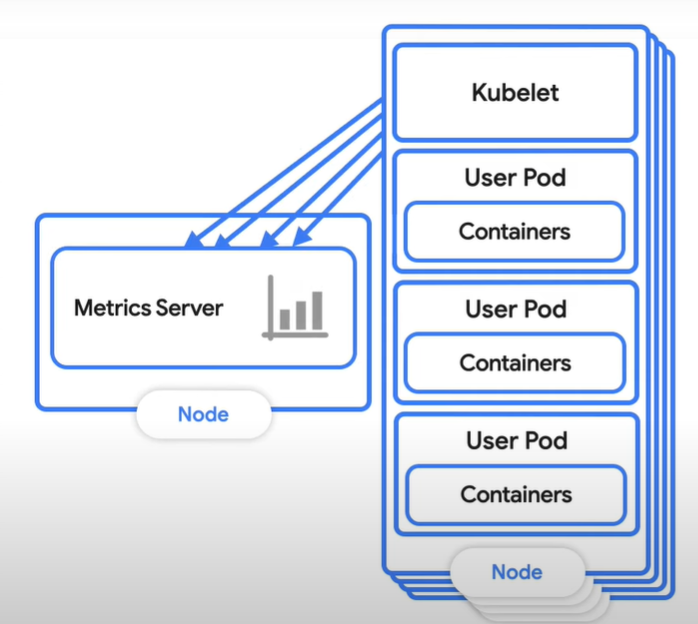 Kubelet
User Pod
Containers
Metrics Server
User Pod
Containers
Node
User Pod
Containers
Node